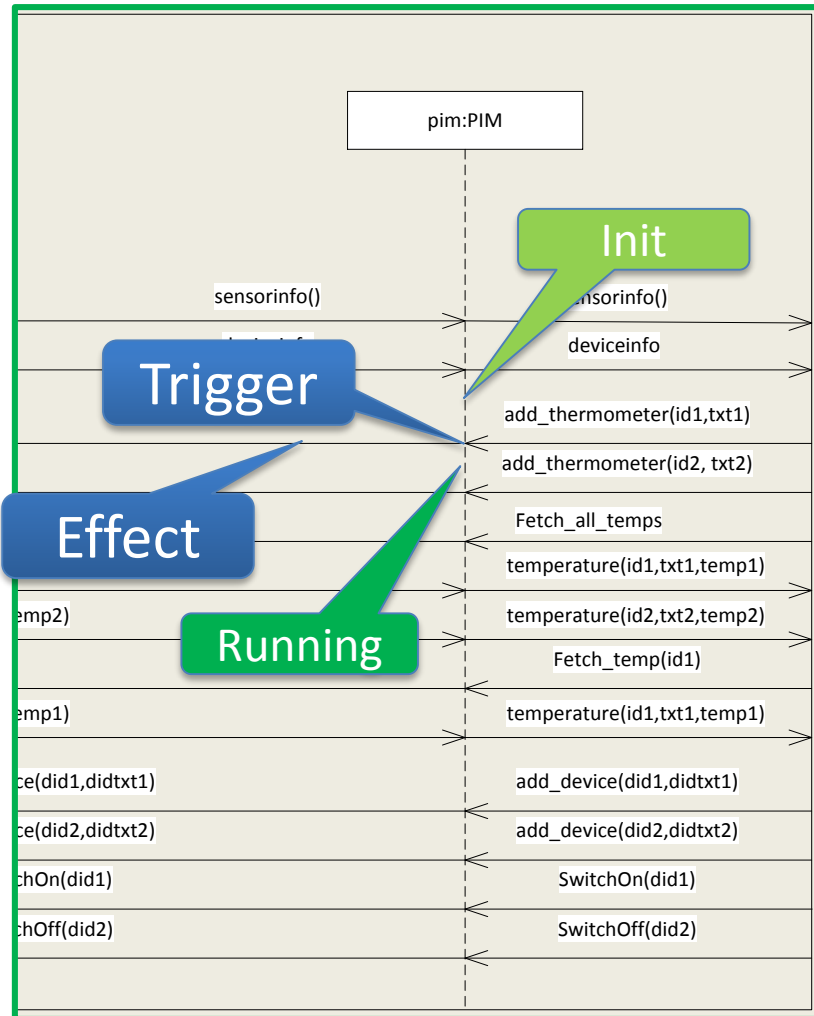 pim:PIM
Init
sensorinfo()
ensorinfo()
deviceinfo
Trigger
add_thermometer(id1,txt1)
add_thermometer(id2, txt2)
Effect
Fetch_all_temps
temperature(id1,txt1,temp1)
emp2)
temperature(id2,txt2,temp2)
Running
Fetch_temp(id1)
emp1)
temperature(id1,txt1,temp1)
ce(did1,didtxt1)
add_device(did1,didtxt1)
ce(did2,didtxt2)
add_device(did2,didtxt2)
chOn(did1)
SwitchOn(did1)
chOff(did2)
SwitchOff(did2)